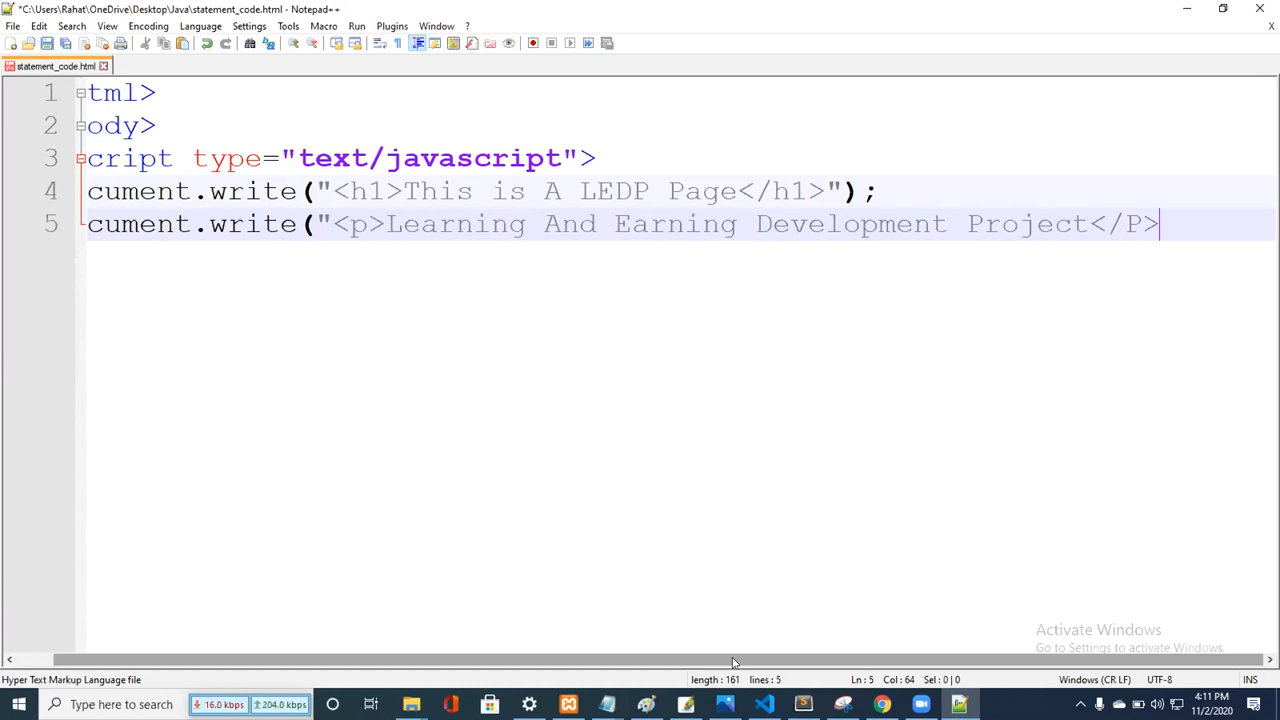 *C:\Users\Rahat\OneDrive\Desktop\Java\statement_code.html - Notepad++
File Edit Search View Encoding Language Settings Tools Macro Run Plugins Window ?
X
statement_code.html
1 tml>
2 ody>
3 cript type="text/javascript">
4 cument.write("<h1>This is A LEDP Page</h1>");
5 cument.write("<p>Learning And Earning Development Project</P>
Activate Windows
Go to Settings to activate Windows.
Hyper Text Markup Language file length : 161 lines : 5 Ln : 5 Col : 64 Sel : 0 | 0 Windows (CR LF) UTF-8 INS
Type here to search 16.0 kbps 204.0 kbps 4:11 PM
11/2/2020